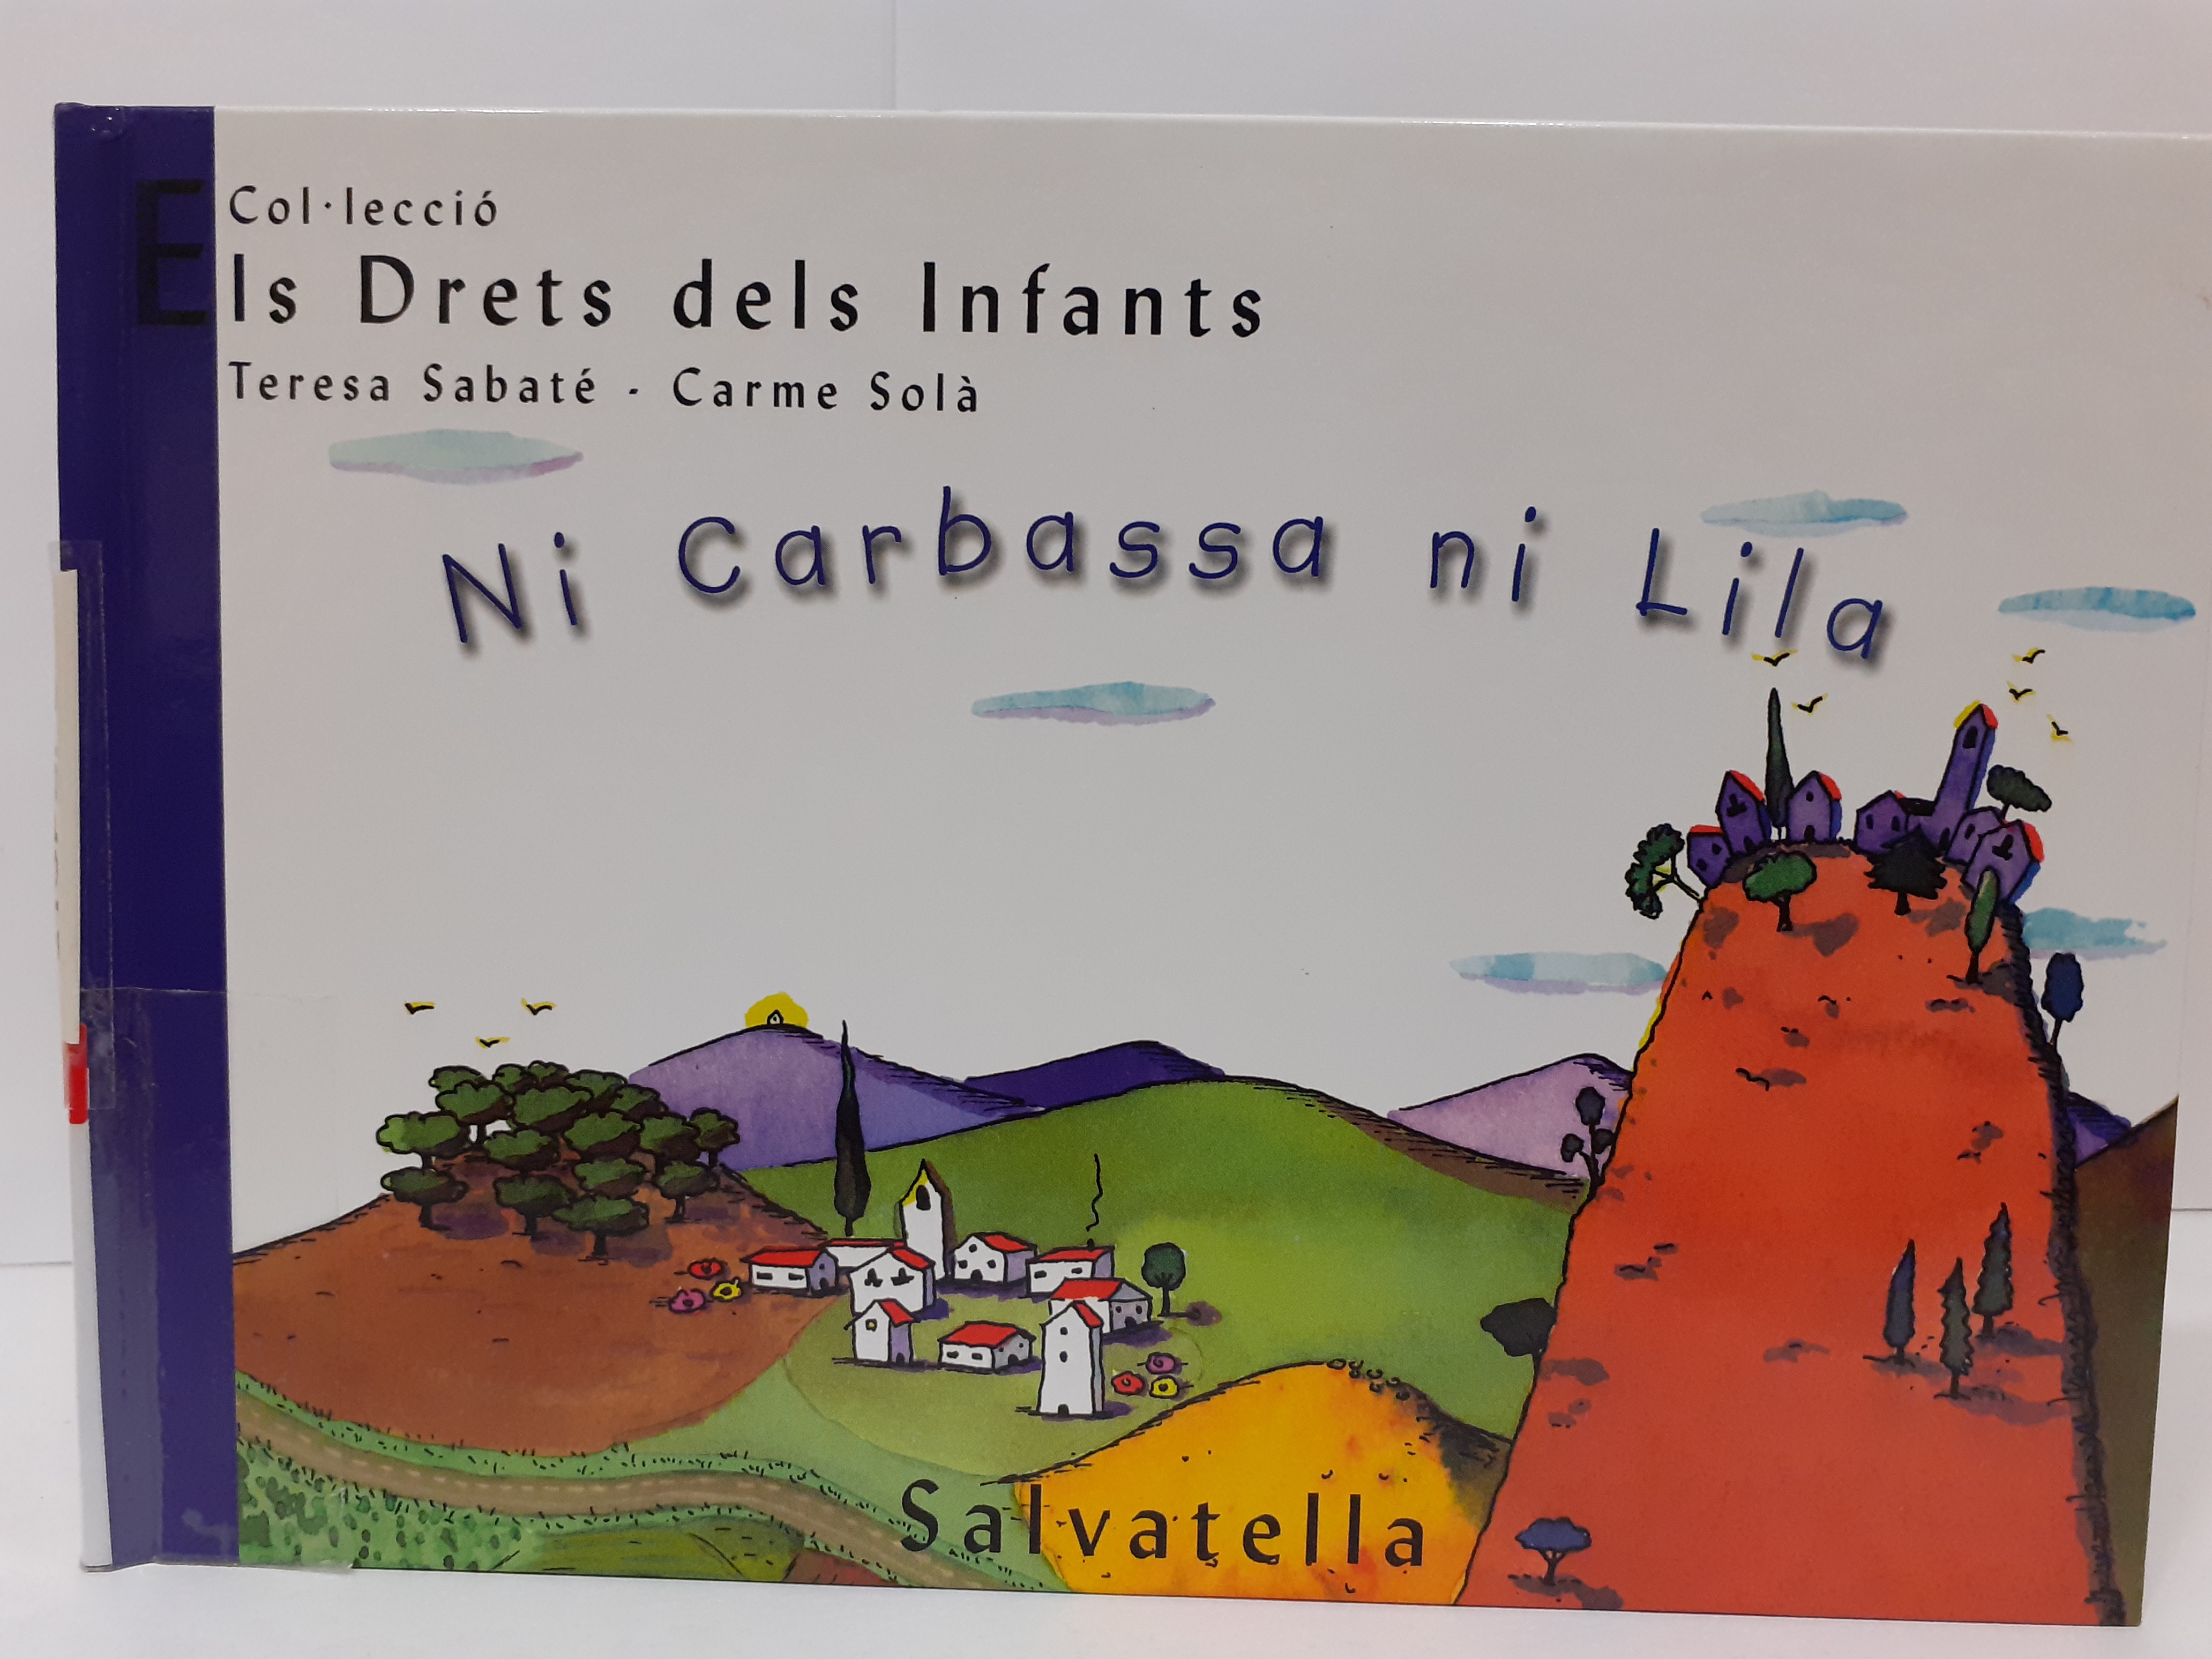 Col·lecció
Els Drets dels Infants
Teresa Sabaté - Carme Solà
Ni Carbassa ni Lila
Salvatella